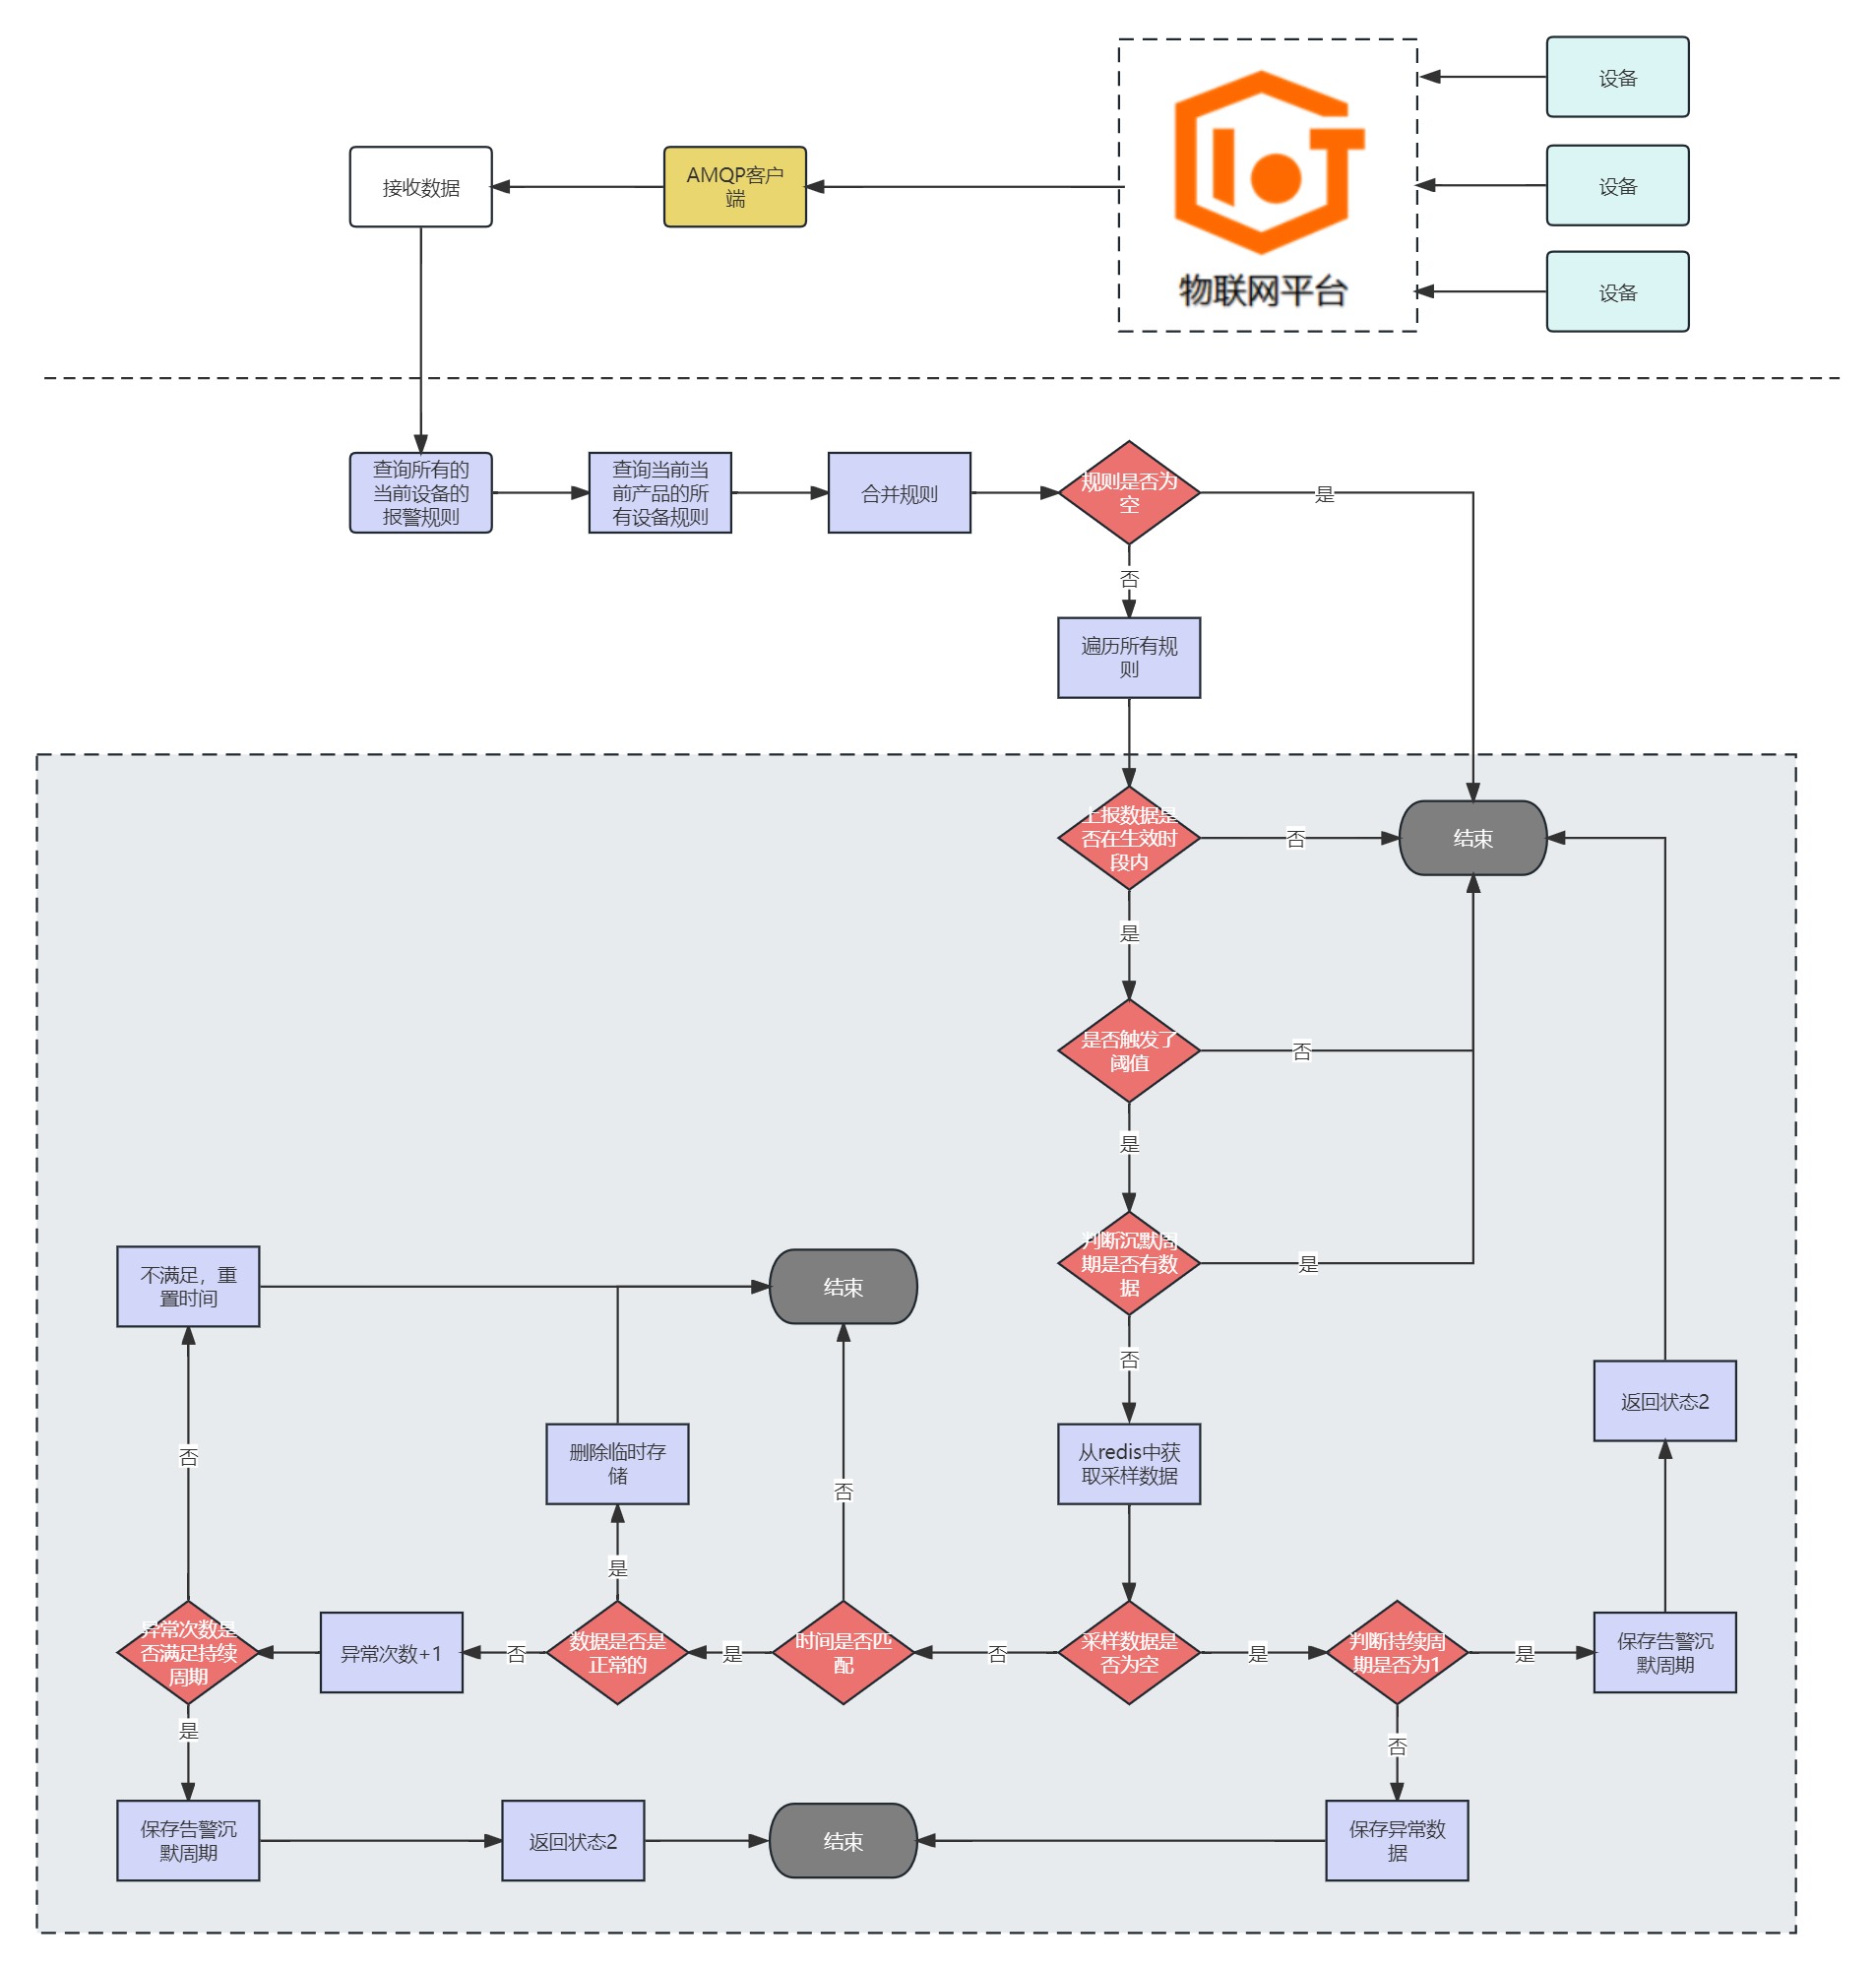 设备
IOT
接收数据
AMQP客户
端
设备
物联网平台
设备
查询所有的
当前设备的
报警规则
查询当前当
前产品的所
有设备规则
合并规则
规则是否为
空
是
否
遍历所有规
则
上报数据是
否在生效时
段内
否
结束
是
是否触发了
阈值
否
是
判断沉默周
期是否有数
据
是
不满足，重
置时间
结束
否
返回状态2
删除临时存
储
从redis中获
取采样数据
否
否
是
异常次数是
否满足持续
周期
异常次数+1
否
数据是否是
正常的
是
时间是否匹
配
否
采样数据是
否为空
是
判断持续周
期是否为1
是
保存告警沉
默周期
是
否
保存告警沉
默周期
返回状态2
结束
保存异常数
据